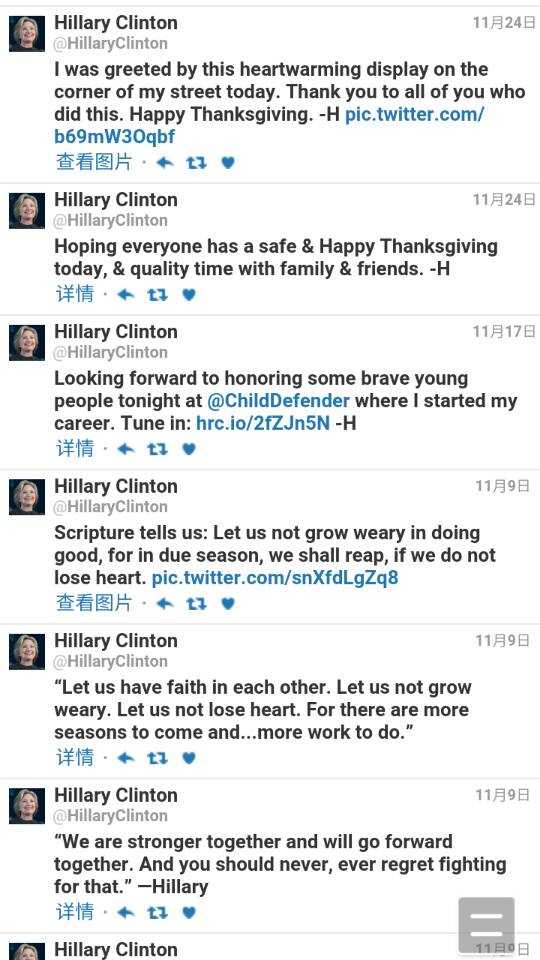 Hillary Clinton 11月24日
@HillaryClinton
I was greeted by this heartwarming display on the
corner of my street today. Thank you to all of you who
did this. Happy Thanksgiving. -H pic.twitter.com/
b69mW3Oqbf
查看图片 ·
Hillary Clinton 11月24日
@HillaryClinton
Hoping everyone has a safe & Happy Thanksgiving
today, & quality time with family & friends. -H
详情 ·
Hillary Clinton 11月17日
@HillaryClinton
Looking forward to honoring some brave young
people tonight at @ChildDefender where I started my
career. Tune in: hrc.io/2fZJn5N -H
详情 ·
Hillary Clinton 11月9日
@HillaryClinton
Scripture tells us: Let us not grow weary in doing
good, for in due season, we shall reap, if we do not
lose heart. pic.twitter.com/snXfdLgZq8
查看图片 ·
Hillary Clinton 11月9日
@HillaryClinton
“Let us have faith in each other. Let us not grow
weary. Let us not lose heart. For there are more
seasons to come and...more work to do.”
详情 ·
Hillary Clinton 11月9日
@HillaryClinton
“We are stronger together and will go forward
together. And you should never, ever regret fighting
for that.” —Hillary
详情 ·
Hillary Clinton 11月9日